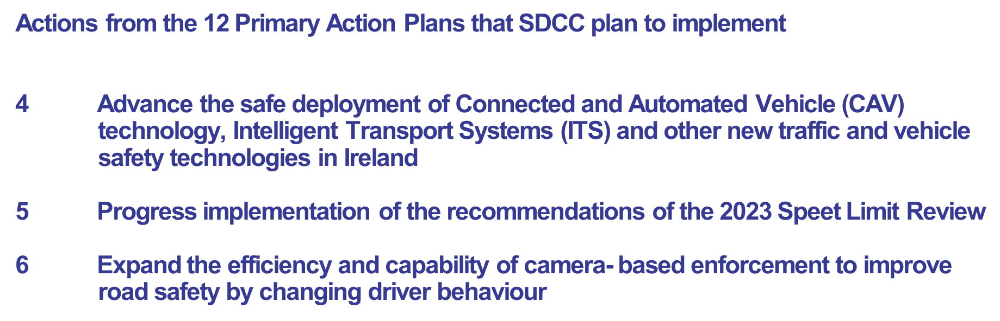 Actions from the 12 Primary Action Plans that SDCC plan to implement
4 Advance the safe deployment of Connected and Automated Vehicle (CAV)
technology, Intelligent Transport Systems (ITS) and other new traffic and vehicle
safety technologies in Ireland
5 Progress implementation of the recommendations of the 2023 Speet Limit Review
6 Expand the efficiency and capability of camera- based enforcement to improve
road safety by changing driver behaviour